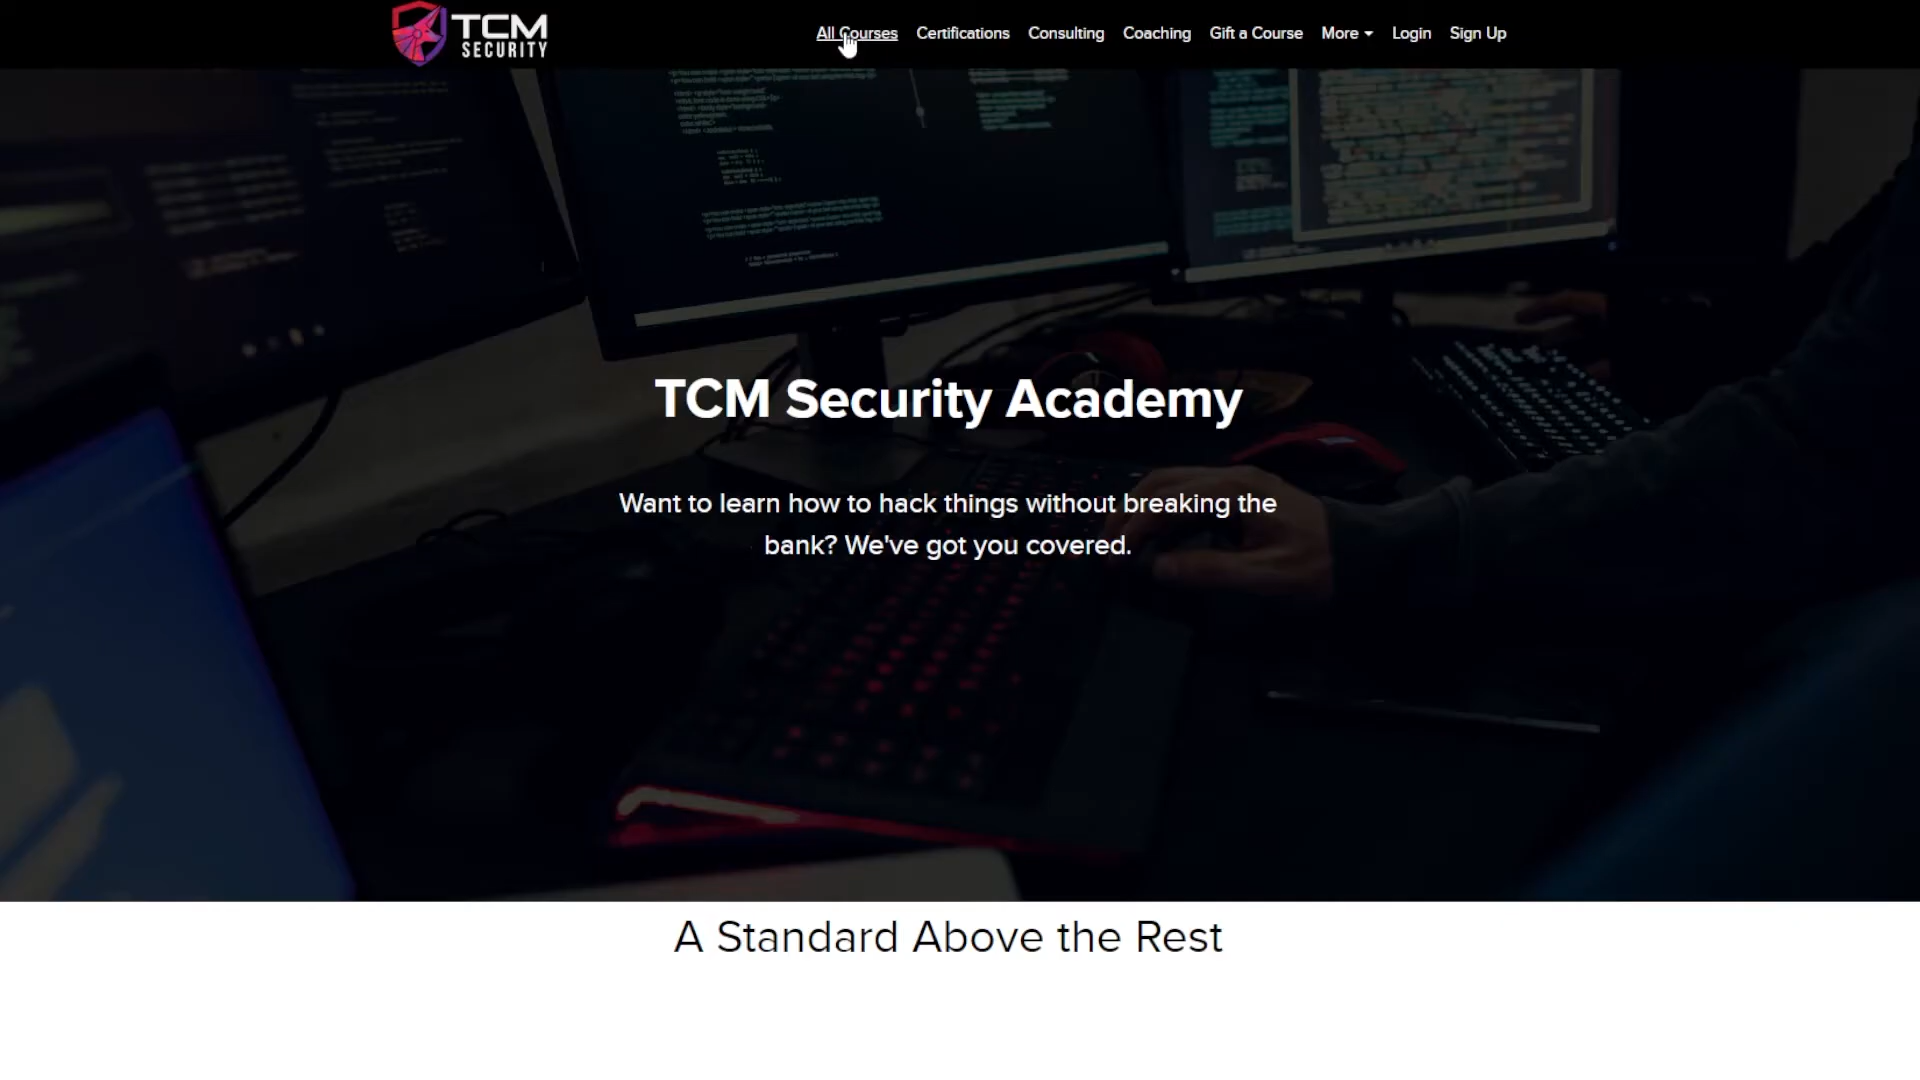 TCM
SECURITY
All Courses Certifications Consulting Coaching Gift a Course More Login Sign Up
TCM Security Academy
Want to learn how to hack things without breaking the
bank? We've got you covered.
A Standard Above the Rest